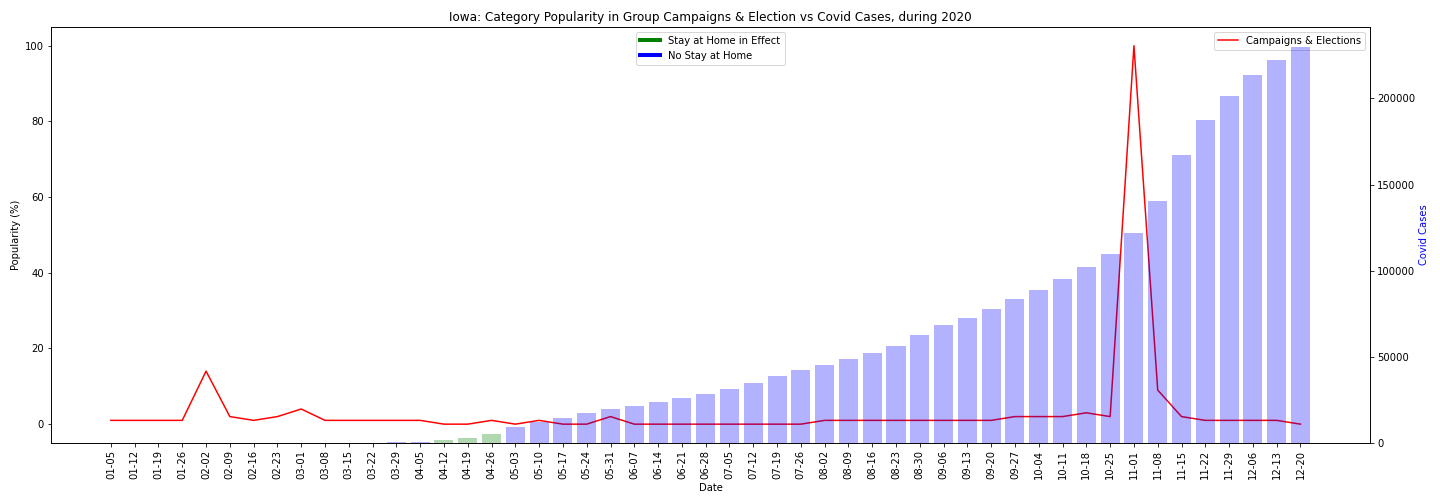 Iowa: Category Popularity in Group Campaigns & Election vs Covid Cases, during 2020
Stay at Home in Effect
No Stay at Home
Campaigns & Elections
Popularity (%)
100
80
60
40
20
0
200000
150000
100000
50000
0
Covid Cases
01-05 01-12 01-19 01-26 02-02 02-09 02-16 02-23 03-01 03-08 03-15 03-22 03-29 04-05 04-12 04-19 04-26 05-03 05-10 05-17 05-24 05-31 06-07 06-14 06-21 06-28 07-05 07-12 07-19 07-26 08-02 08-09 08-16 08-23 08-30 09-06 09-13 09-20 09-27 10-04 10-11 10-18 10-25 11-01 11-08 11-15 11-22 11-29 12-06 12-13 12-20
Date